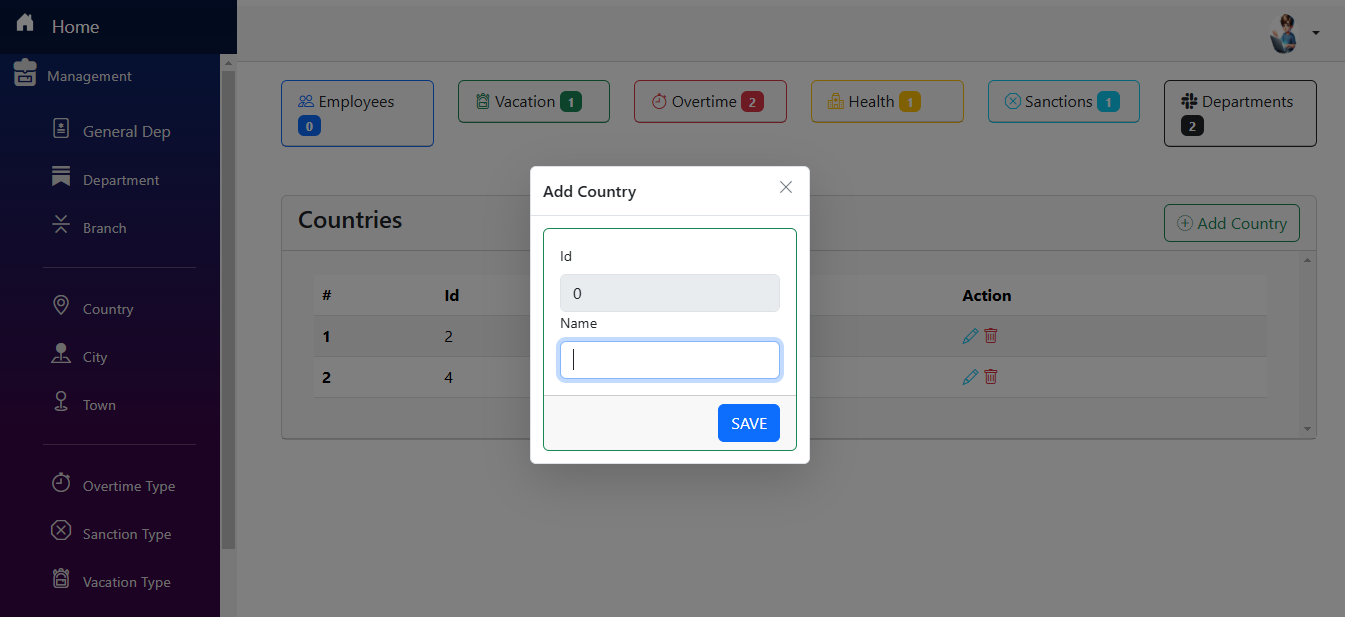 Home
Management
General Dep
Department
Branch
Country
City
Town
Overtime Type
Sanction Type
Vacation Type
Employees
0
Vacation 1
Overtime 2
Health 1
Sanctions 1
Departments
2
Countries
Add Country
# Id Action
1 2
2 4
Add Country
Id
0
Name
SAVE